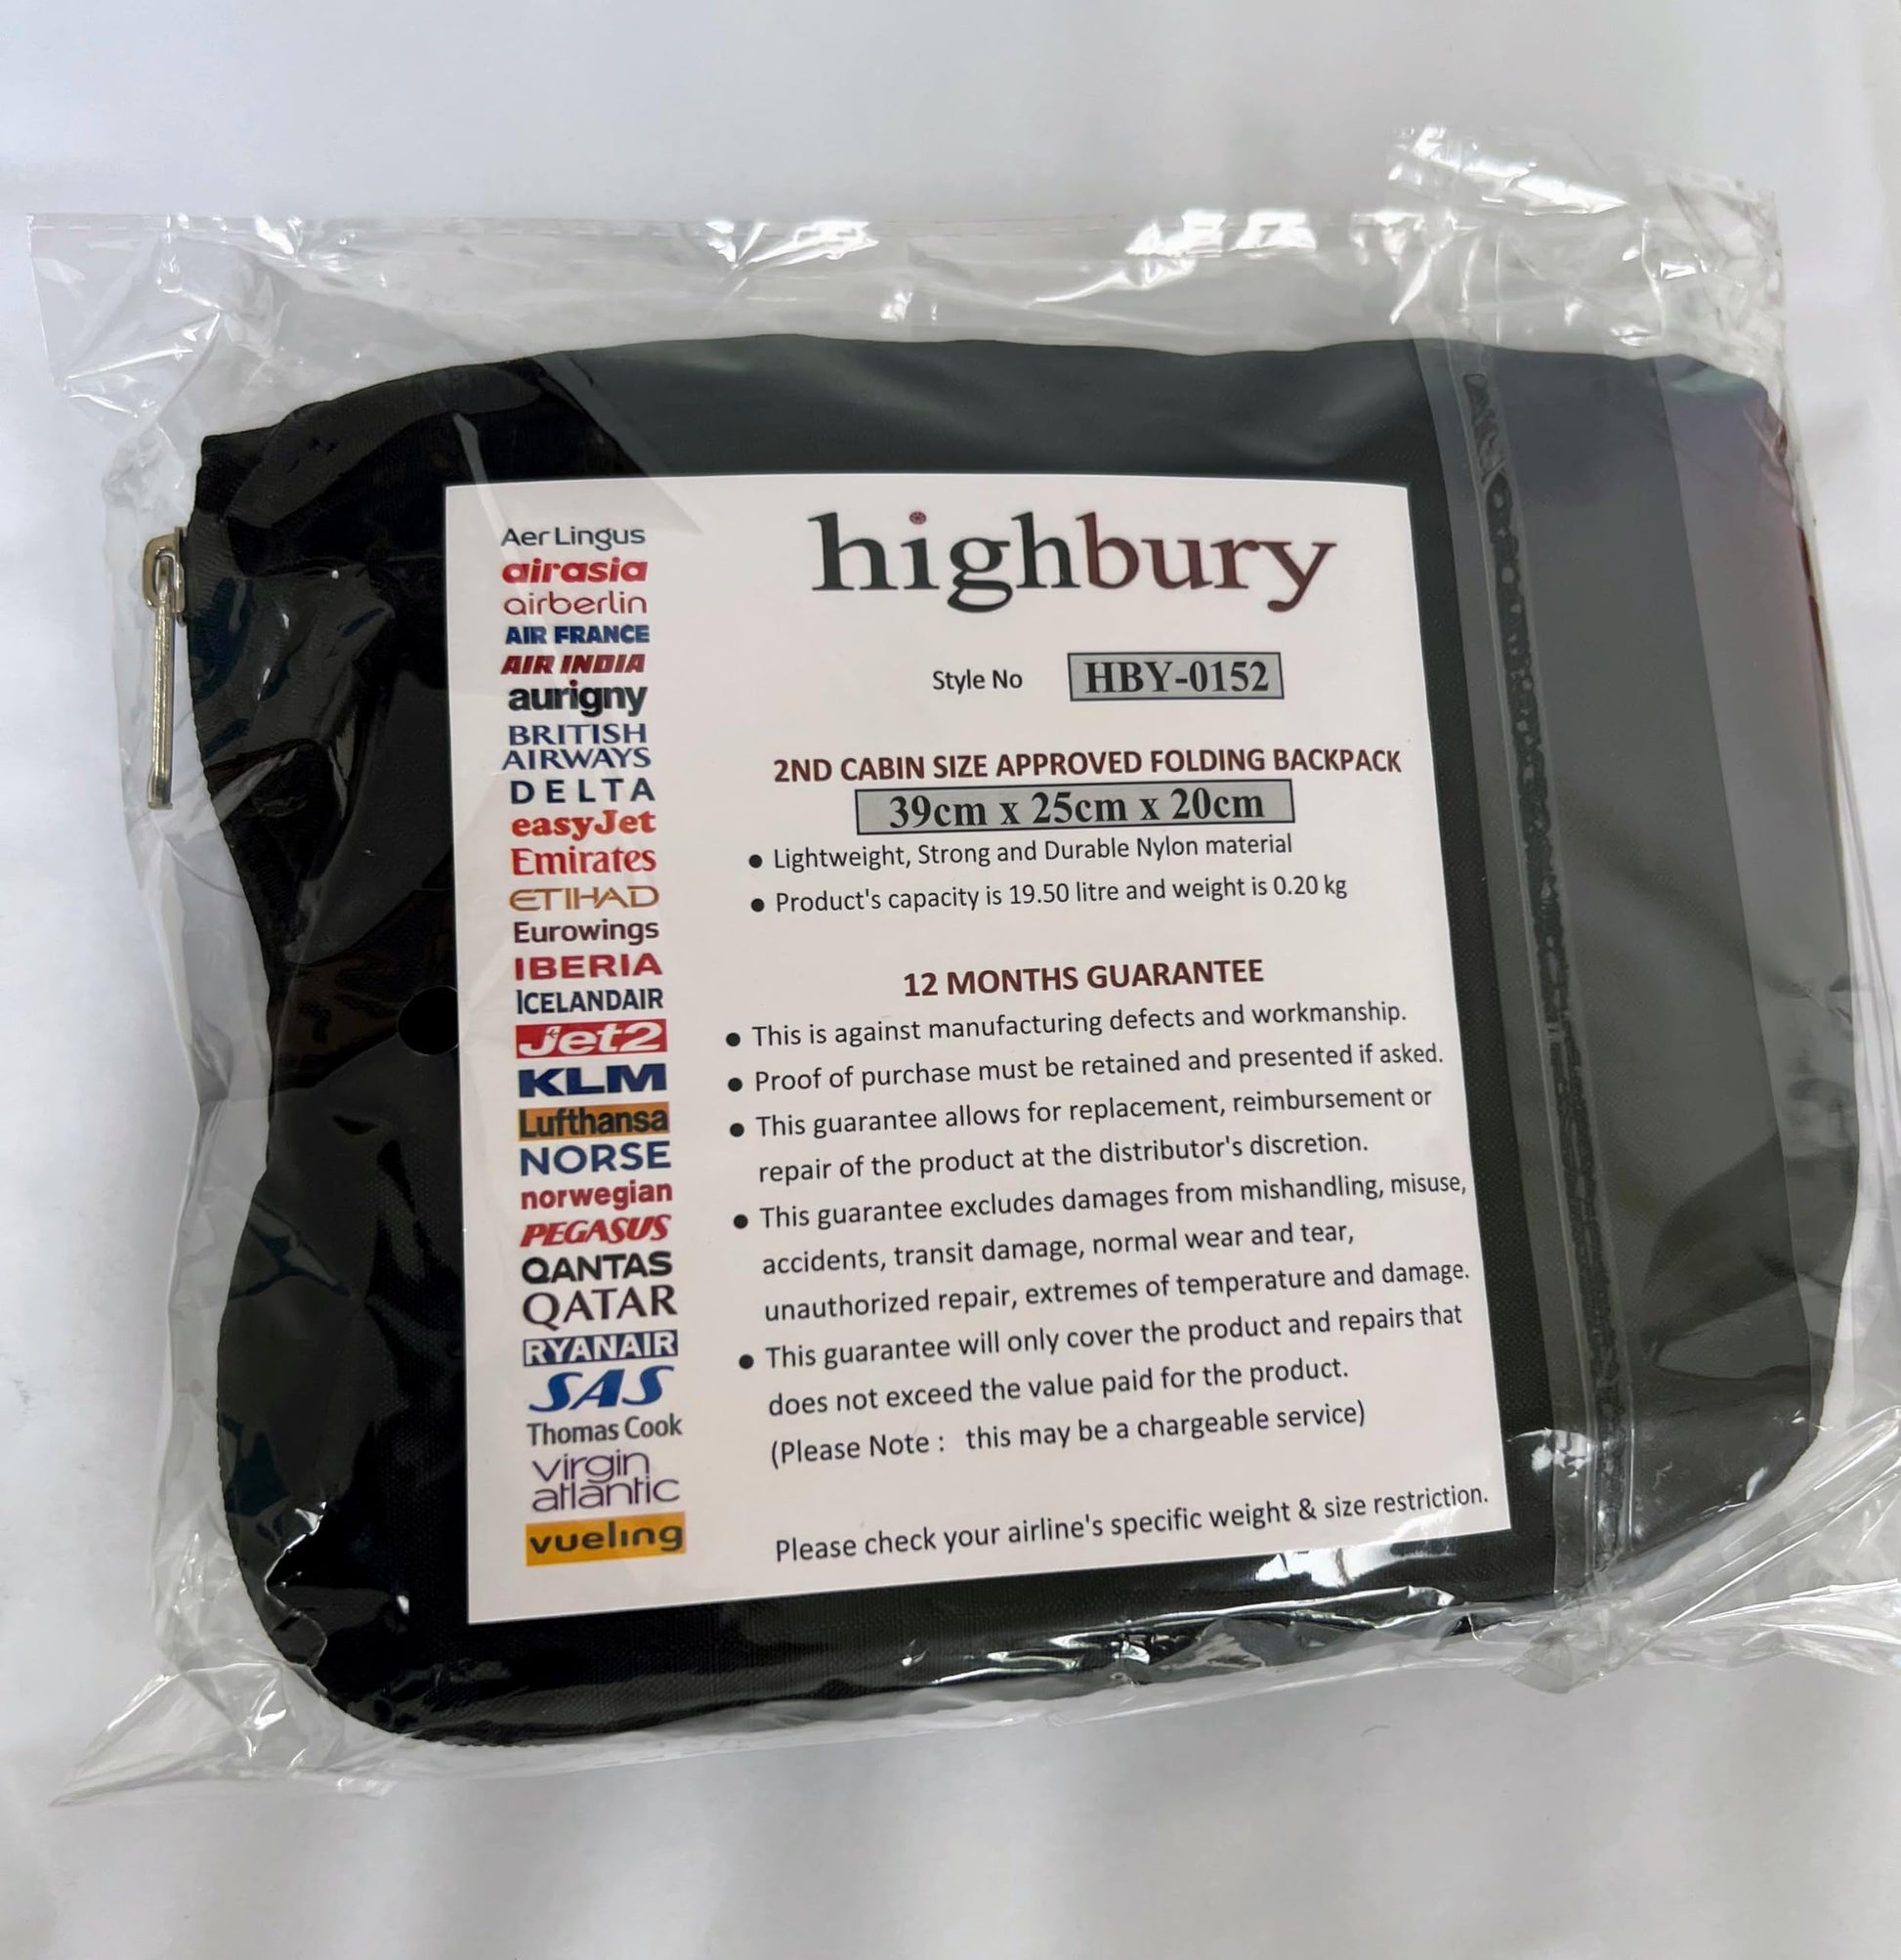 Aer Lingus
airasia
airberlin
AIR FRANCE
AIR INDIA
aurigny
BRITISH
AIRWAYS
DELTA
easyJet
Emirates
ETIHAD
Eurowings
IBERIA
ICELANDAIR
Jet2
KLM
Lufthansa
NORSE
norwegian
PEGASUS
QANTAS
QATAR
RYANAIR
SAS
Thomas Cook
virgin
atlantic
vueling
highbury
Style No HBY-0152
2ND CABIN SIZE APPROVED FOLDING BACKPACK
39cm x 25cm x 20cm
● Lightweight, Strong and Durable Nylon material
● Product's capacity is 19.50 litre and weight is 0.20 kg
12 MONTHS GUARANTEE
● This is against manufacturing defects and workmanship.
● Proof of purchase must be retained and presented if asked.
● This guarantee allows for replacement, reimbursement or
repair of the product at the distributor's discretion.
● This guarantee excludes damages from mishandling, misuse,
accidents, transit damage, normal wear and tear,
unauthorized repair, extremes of temperature and damage.
● This guarantee will only cover the product and repairs that
does not exceed the value paid for the product.
(Please Note : this may be a chargeable service)
Please check your airline's specific weight & size restriction.